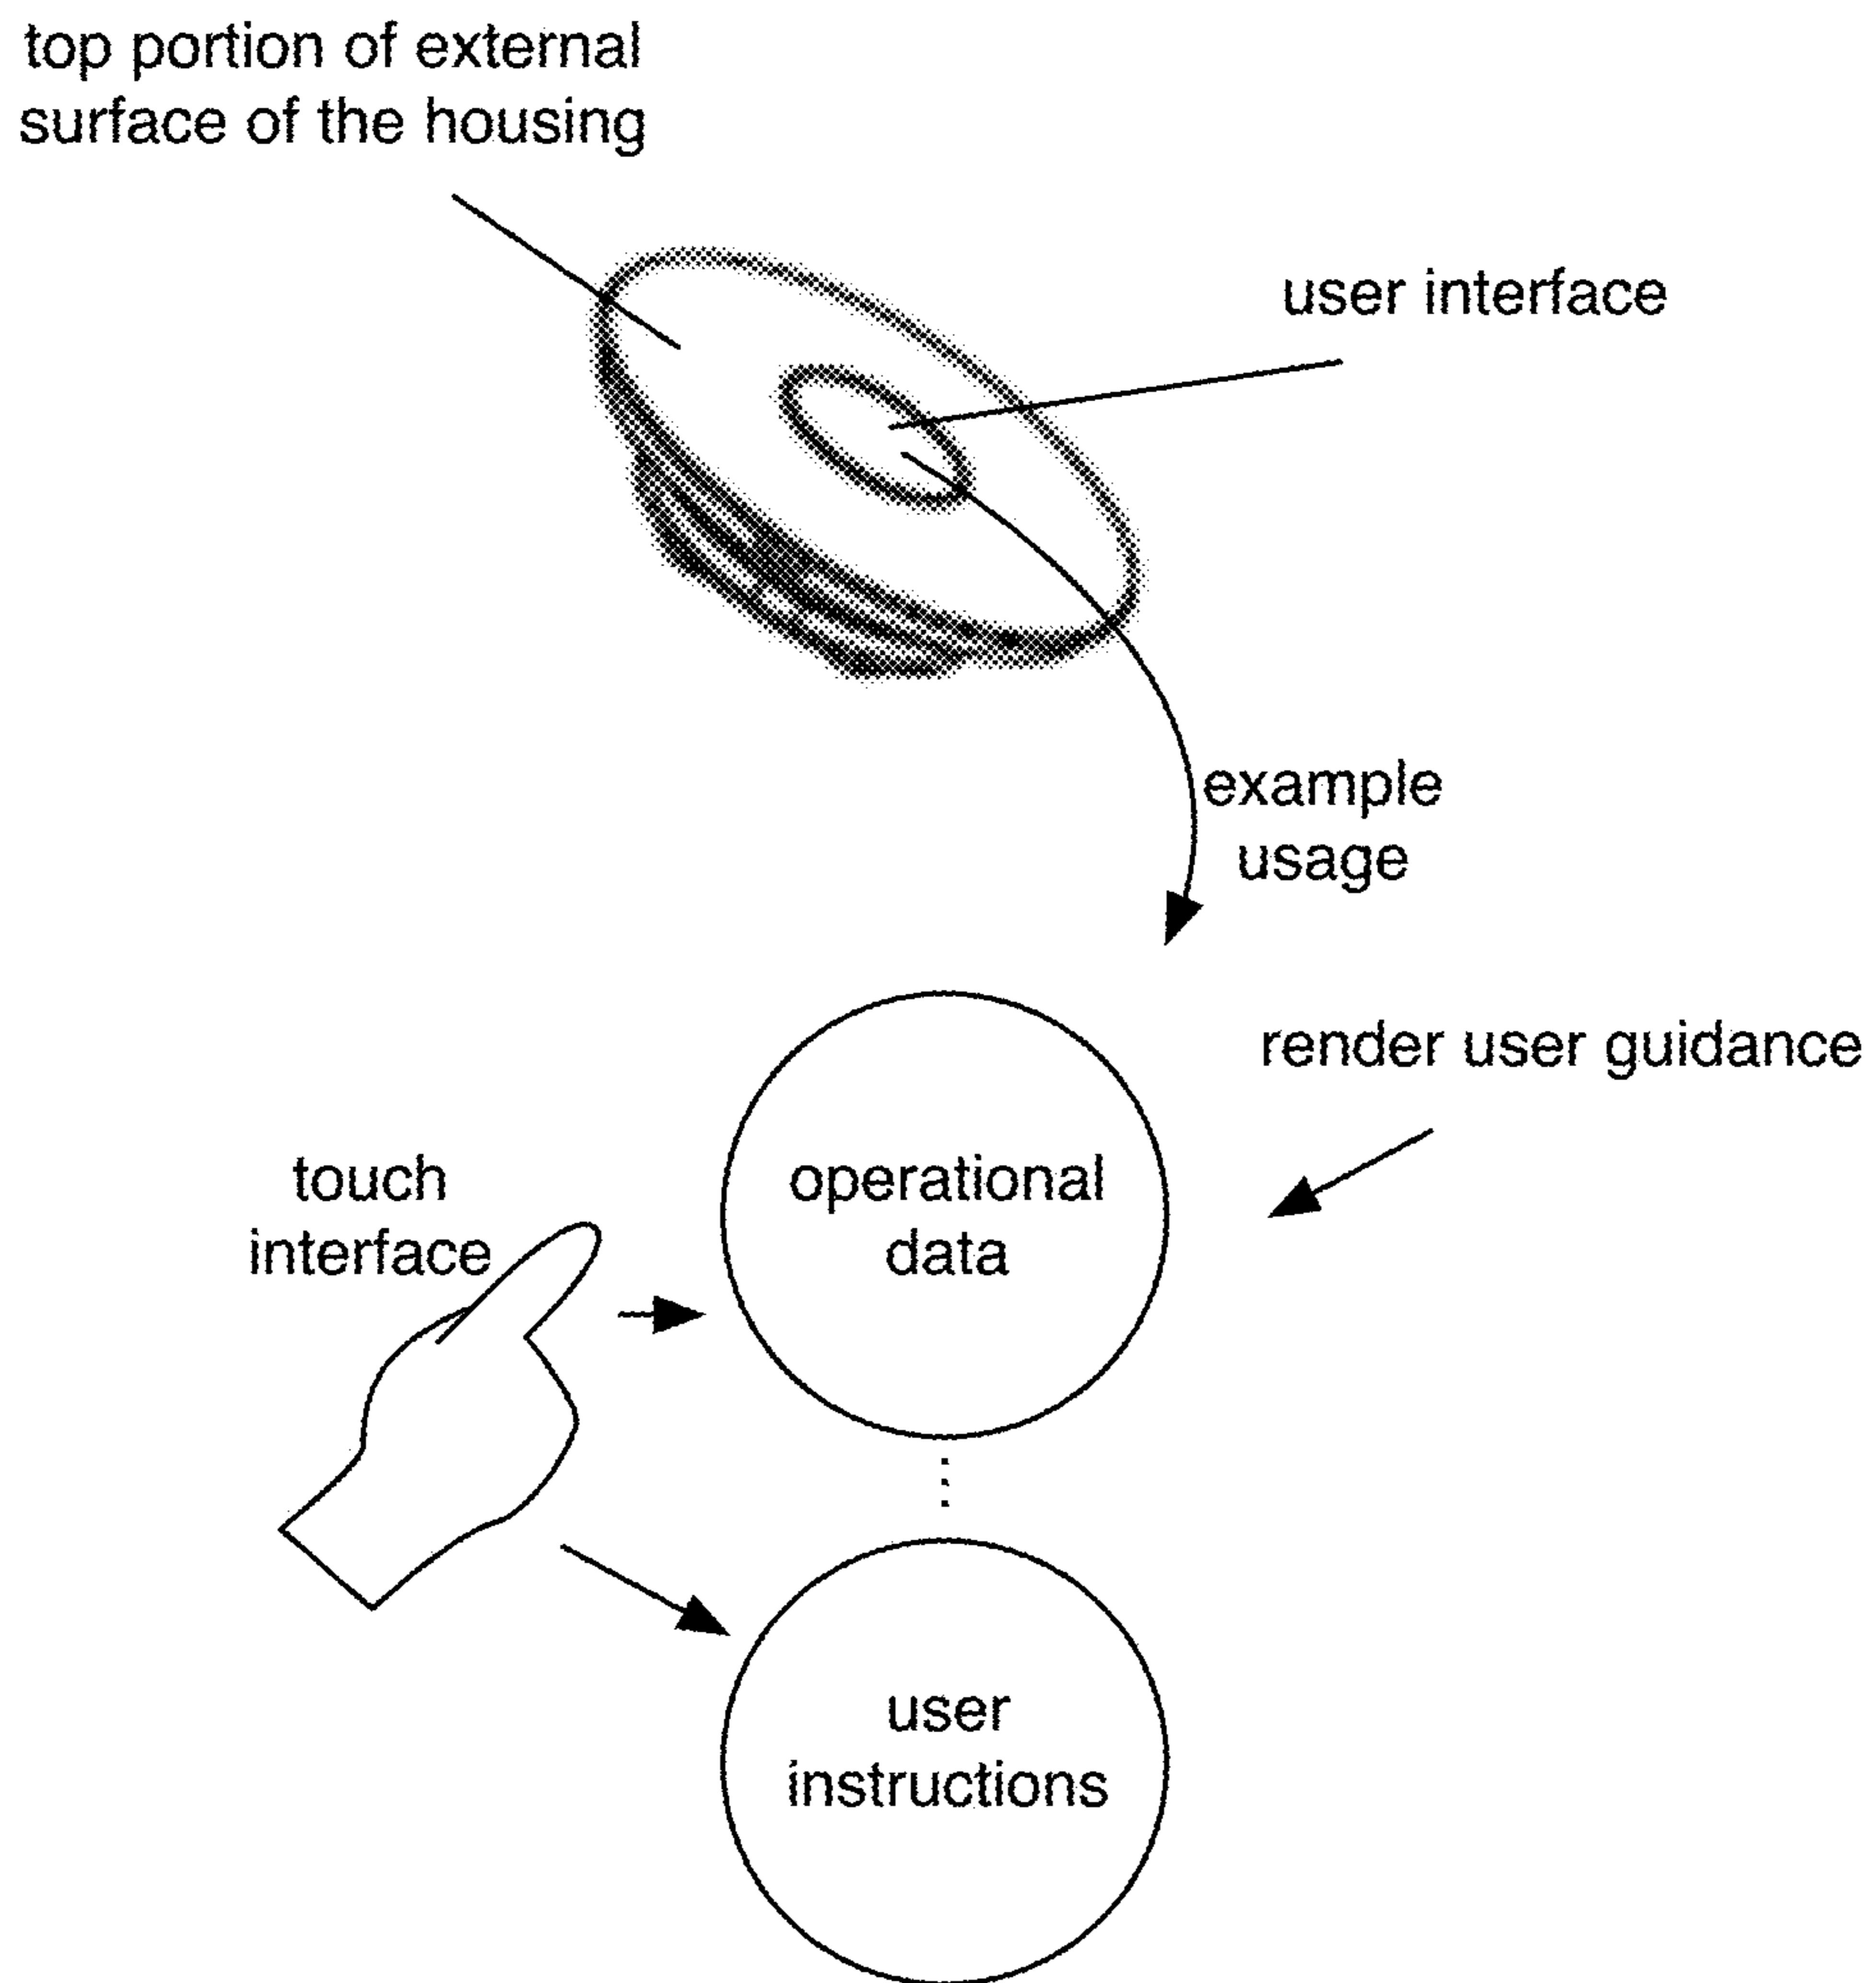 top portion of external
surface of the housing
user interface
example
usage
render user guidance
touch
interface
operational
data
user
instructions